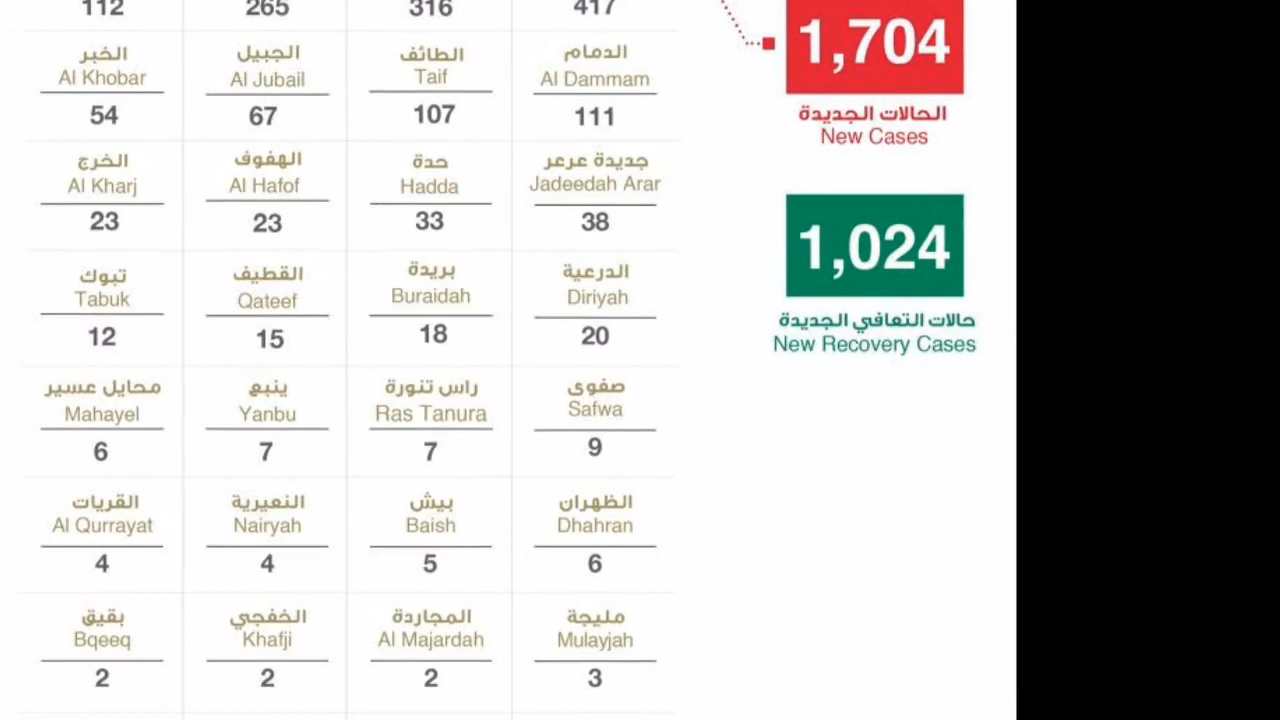 112 265 316 417
الخبر الجبيل الطائف الدمام
Al Khobar Al Jubail Taif Al Dammam
54 67 107 111
الخرج الهفوف حدة جديدة عرعر
Al Kharj Al Hafof Hadda Jadeedah Arar
23 23 33 38
تبوك القطيف بريدة الدرعية
Tabuk Qateef Buraidah Diriyah
12 15 18 20
محايل عسير ينبع راس تنورة صفوى
Mahayel Yanbu Ras Tanura Safwa
6 7 7 9
القريات النعيرية بيش الظهران
Al Qurrayat Nairyah Baish Dhahran
4 4 5 6
بقيق الخفجي المجاردة مليجة
Bqeeq Khafji Al Majardah Mulayjah
2 2 2 3
1,704
الحالات الجديدة
New Cases
1,024
حالات التعافي الجديدة
New Recovery Cases